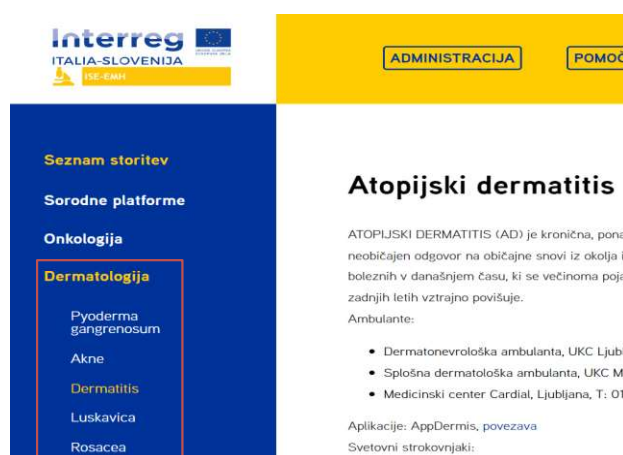 Interreg
ITALIA-SLOVENIJA
ISE-EMH
ADMINISTRACIJA
POMOČ
Seznam storitev
Sorodne platforme
Onkologija
Dermatologija
Pyoderma
gangrenosum
Akne
Dermatitis
Luskavica
Rosacea
Atopijski dermatitis
ATOPIJSKI DERMATITIS (AD) je kronična,
neobičajen odgovor na običajne snovi iz okolja
boleznih v današnjem času, ki se večinoma
zadnjih letih vztrajno povišuje.
Ambulante:
Dermatonevrološka ambulanta, UKC
Splošna dermatološka ambulanta, UKC
Medicinski center Cardial, Ljubljana, T: 01
Aplikacije: AppDermis, povezava
Svetovni strokovnjaki: